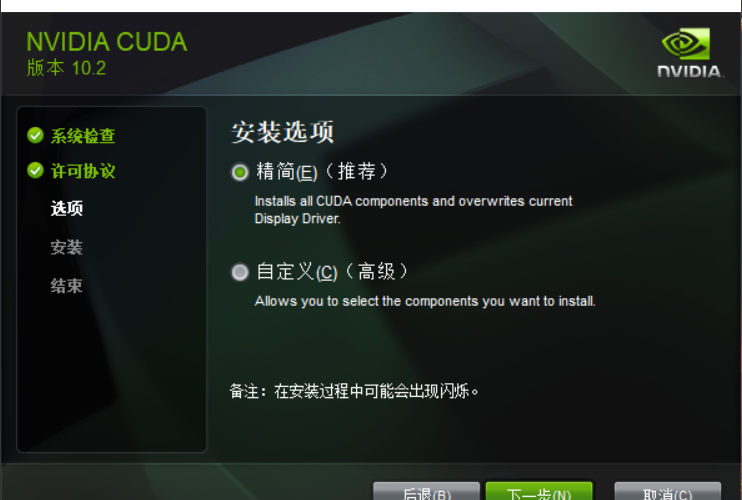 NVIDIA CUDA
版本 10.2
NVIDIA.
系统检查
许可协议
选项
安装
结束
安装选项
精简(E)（推荐）
Installs all CUDA components and overwrites current
Display Driver.
自定义(C)（高级）
Allows you to select the components you want to install.
备注：在安装过程中可能会出现闪烁。
后退(B)
下一步(N)
取消(C)